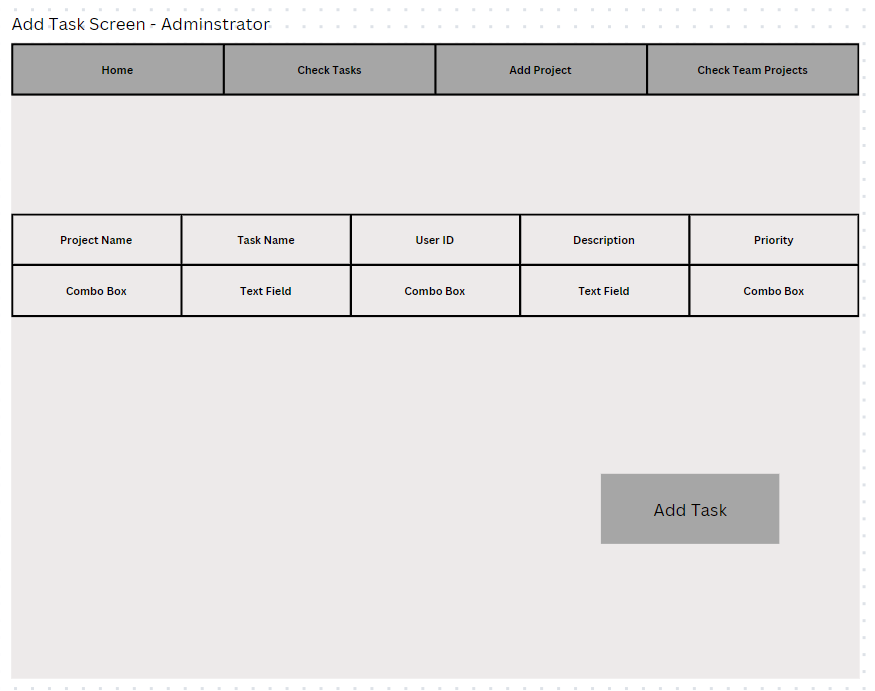 Add Task Screen - Adminstrator
Home Check Tasks Add Project Check Team Projects
Project Name Task Name User ID Description Priority
Combo Box Text Field Combo Box Text Field Combo Box
Add Task